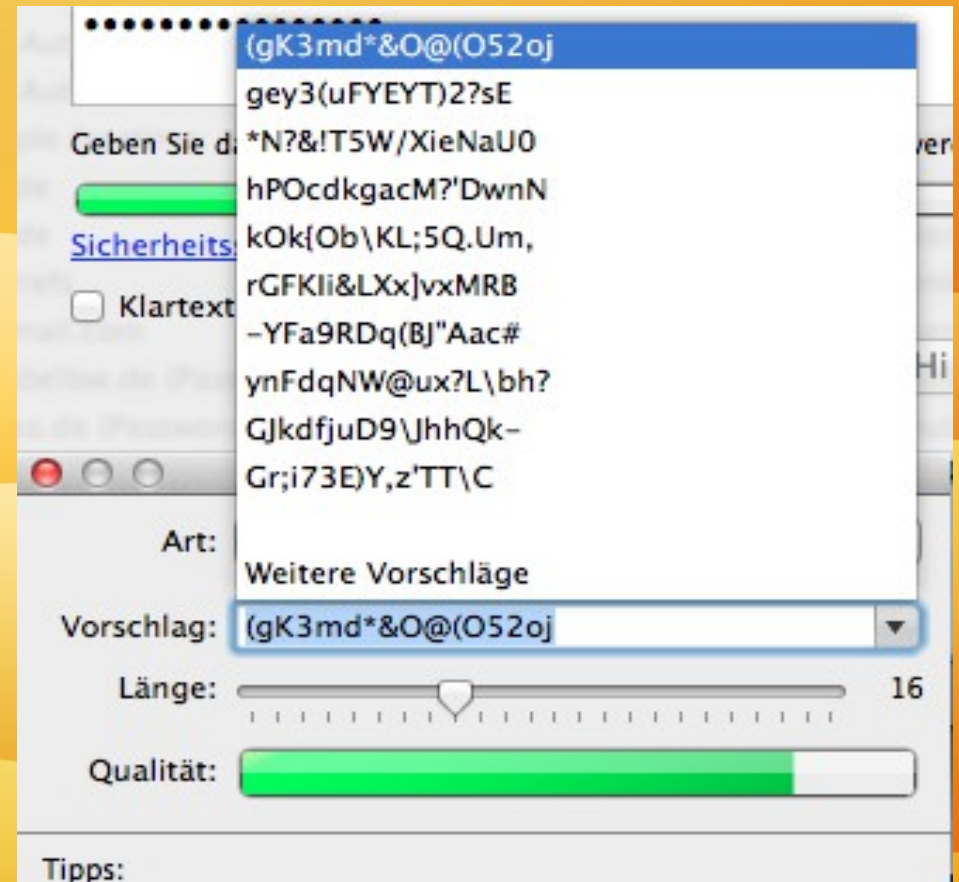 ••••••••••••••••
(gK3md*&O@(O52oj
gey3(uFYEYT)2?sE
*N?&!T5W/XieNaU0
Geben Sie
hPOcdkgacM?'DwnN
kOk{Ob\KL;5Q.Um,
Sicherheits
rGFKIi&LXx]vxMRB
Klartext
-YFa9RDq(BJ"Aac#
ynFdqNW@ux?L\bh?
Hi
GJkdfjuD9\JhhQk-
Gr;i73E)Y,z'TT\C
Art:
Weitere Vorschläge
Vorschlag: (gK3md*&O@(O52oj
Länge: 16
Qualität:
Tipps: